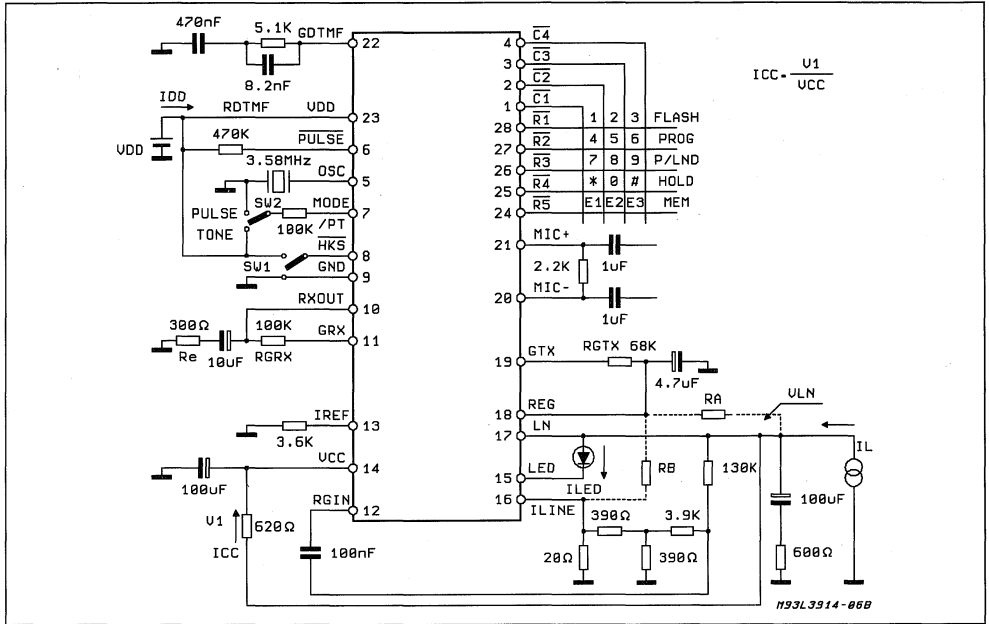 470nF
5.1K
GDTMF
22
8.2nF
IDD
RDTMF
VDD
23
VDD
470K
PULSE
6
3.58MHz
OSC
5
SW2
MODE
7
PULSE
TONE
100K
/PT
HKS
8
SW1
GND
9
RXOUT
10
300Ω
100K
GRX
11
Re
10uF
RGRX
IREF
13
3.6K
VCC
14
100uF
RGIN
12
V1
620Ω
ICC
100nF
4
C4
3
C3
2
C2
1
C1
28
R1
1 2 3 FLASH
27
R2
4 5 6 PROG
26
R3
7 8 9 P/LND
25
R4
* 0 # HOLD
24
R5
E1 E2 E3 MEM
ICC= V1
VCC
21
MIC+
2.2K
1uF
20
MIC-
1uF
19
GTX
RGTX 68K
4.7uF
18
REG
RA
VLN
17
LN
IL
15
LED
ILED
RB
130K
16
ILINE
100uF
390Ω
3.9K
20Ω
390Ω
600Ω
M93L3914-06B